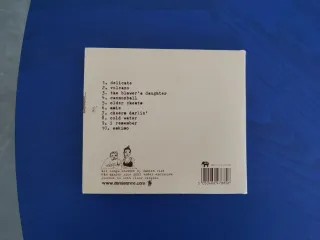 1. delicate
2. volcano
3. the blower's daughter
4. cannonball
5. older chests
6. amie
7. cheers darlin'
8. cold water
9. i remember
10. eskimo
www.damienrice.com